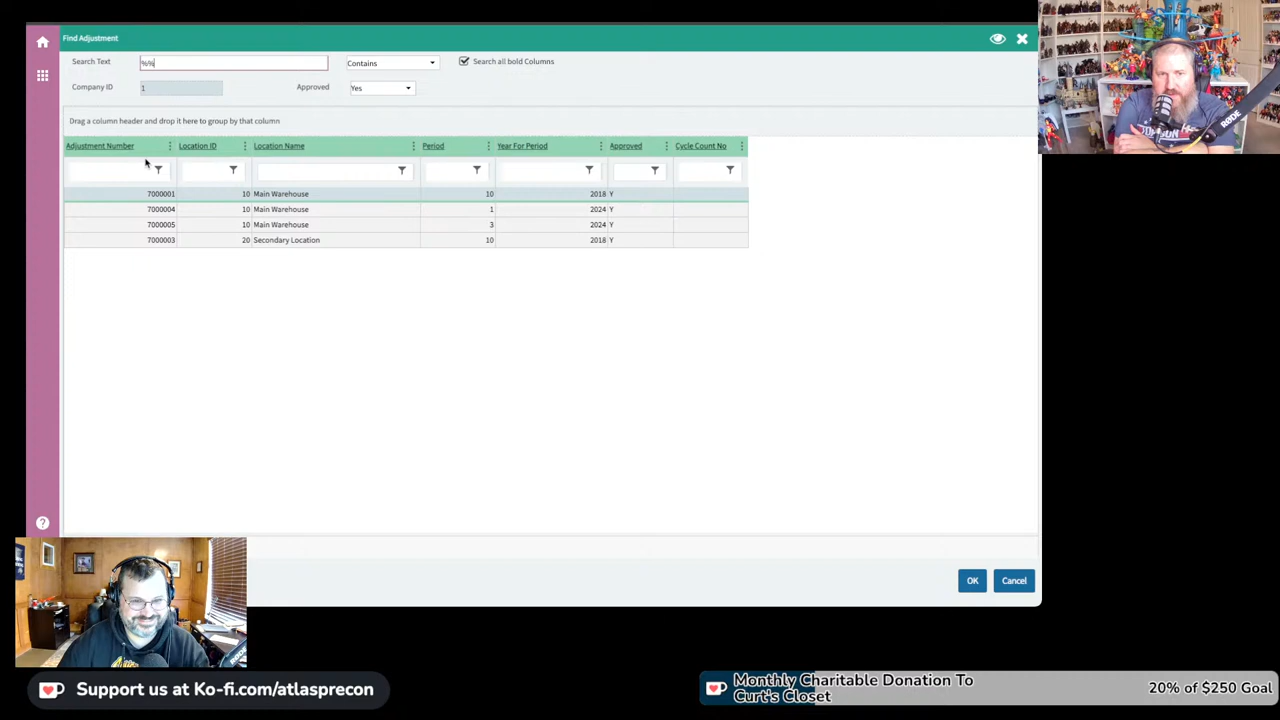 Find Adjustment
Search Text %% Contains Search all bold Columns
Company ID 1 Approved Yes
Drag a column header and drop it here to group by that column
Adjustment Number Location ID Location Name Period Year For Period Approved Cycle Count No
7000001 10 Main Warehouse 10 2018 Y
7000004 10 Main Warehouse 1 2024 Y
7000005 10 Main Warehouse 3 2024 Y
7000003 20 Secondary Location 10 2018 Y
OK Cancel
RØDE
RØDE
Support us at Ko-fi.com/atlasprecon
Monthly Charitable Donation To
Curt's Closet
20% of $250 Goal